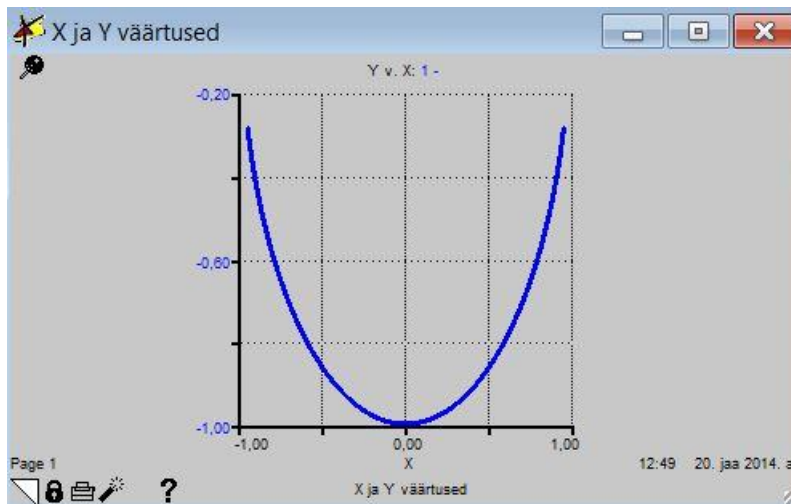 X ja Y väärtused
Y v. X: 1 -
-0,20
-0,60
-1,00
-1,00 0,00 1,00
X
Page 1 12:49 20. jaa 2014. a
? X ja Y väärtused